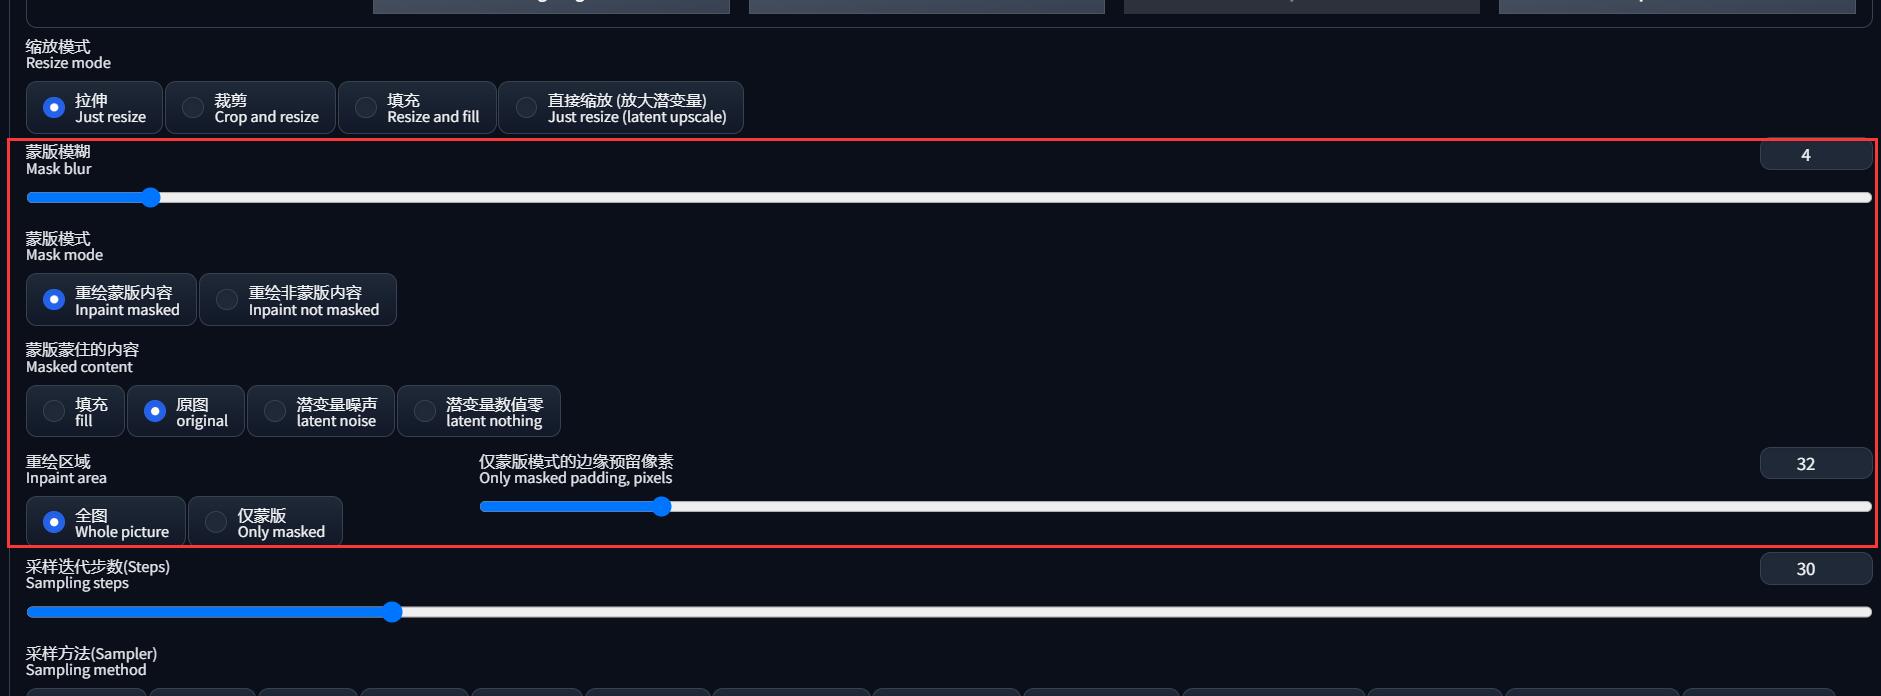 缩放模式
Resize mode
拉伸
Just resize
裁剪
Crop and resize
填充
Resize and fill
直接缩放 (放大潜变量)
Just resize (latent upscale)
蒙版模糊
Mask blur
4
蒙版模式
Mask mode
重绘蒙版内容
Inpaint masked
重绘非蒙版内容
Inpaint not masked
蒙版蒙住的内容
Masked content
填充
fill
原图
original
潜变量噪声
latent noise
潜变量数值零
latent nothing
重绘区域
Inpaint area
全图
Whole picture
仅蒙版
Only masked
仅蒙版模式的边缘预留像素
Only masked padding, pixels
32
采样迭代步数(Steps)
Sampling steps
30
采样方法(Sampler)
Sampling method